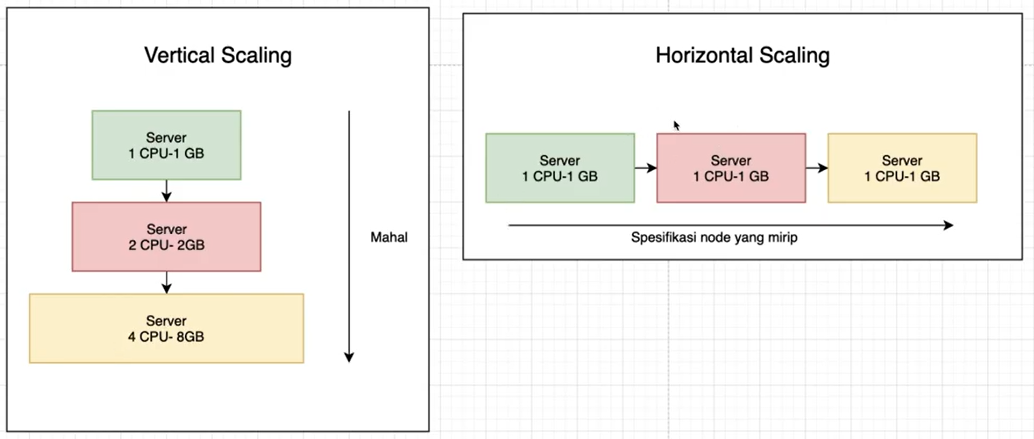 Vertical Scaling
Server
1 CPU-1 GB
Server
2 CPU- 2GB
Server
4 CPU- 8GB
Mahal
Horizontal Scaling
Server
1 CPU-1 GB
Server
1 CPU-1 GB
Server
1 CPU-1 GB
Spesifikasi node yang mirip